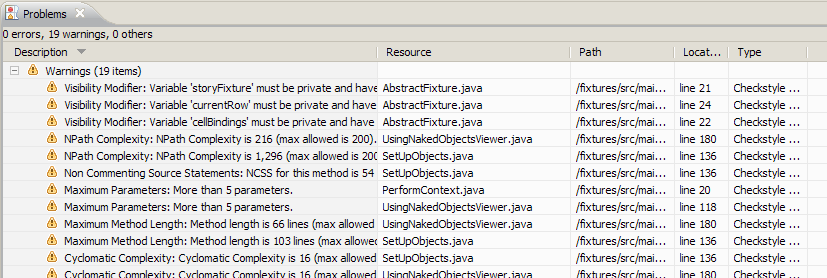 Problems
0 errors, 19 warnings, 0 others
Description Resource Path Locat... Type
Warnings (19 items)
Visibility Modifier: Variable 'storyFixture' must be private and have AbstractFixture.java /fixtures/src/mai... line 21 Checkstyle ...
Visibility Modifier: Variable 'currentRow' must be private and have AbstractFixture.java /fixtures/src/mai... line 24 Checkstyle ...
Visibility Modifier: Variable 'cellBindings' must be private and have AbstractFixture.java /fixtures/src/mai... line 22 Checkstyle ...
NPath Complexity: NPath Complexity is 216 (max allowed is 200). UsingNakedObjectsViewer.java /fixtures/src/mai... line 180 Checkstyle ...
NPath Complexity: NPath Complexity is 1,296 (max allowed is 200 SetUpObjects.java /fixtures/src/mai... line 136 Checkstyle ...
Non Commenting Source Statements: NCSS for this method is 54 SetUpObjects.java /fixtures/src/mai... line 136 Checkstyle ...
Maximum Parameters: More than 5 parameters. PerformContext.java /fixtures/src/mai... line 20 Checkstyle ...
Maximum Parameters: More than 5 parameters. UsingNakedObjectsViewer.java /fixtures/src/mai... line 118 Checkstyle ...
Maximum Method Length: Method length is 66 lines (max allowed UsingNakedObjectsViewer.java /fixtures/src/mai... line 180 Checkstyle ...
Maximum Method Length: Method length is 103 lines (max allowed SetUpObjects.java /fixtures/src/mai... line 136 Checkstyle ...
Cyclomatic Complexity: Cyclomatic Complexity is 16 (max allowed SetUpObjects.java /fixtures/src/mai... line 136 Checkstyle ...
Cyclomatic Complexity: Cyclomatic Complexity is 16 (max allowed UsingNakedObjectsViewer.java /fixtures/src/mai... line 180 Checkstyle ...